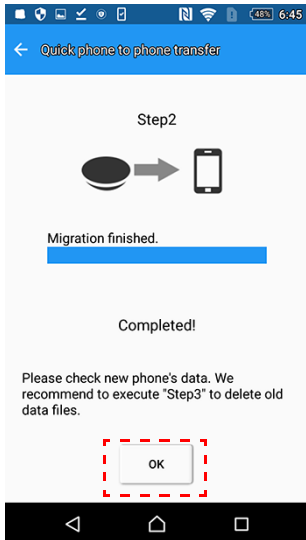 48% 6:45
Quick phone to phone transfer
Step2
Migration finished.
Completed!
Please check new phone's data. We
recommend to execute "Step3" to delete old
data files.
OK